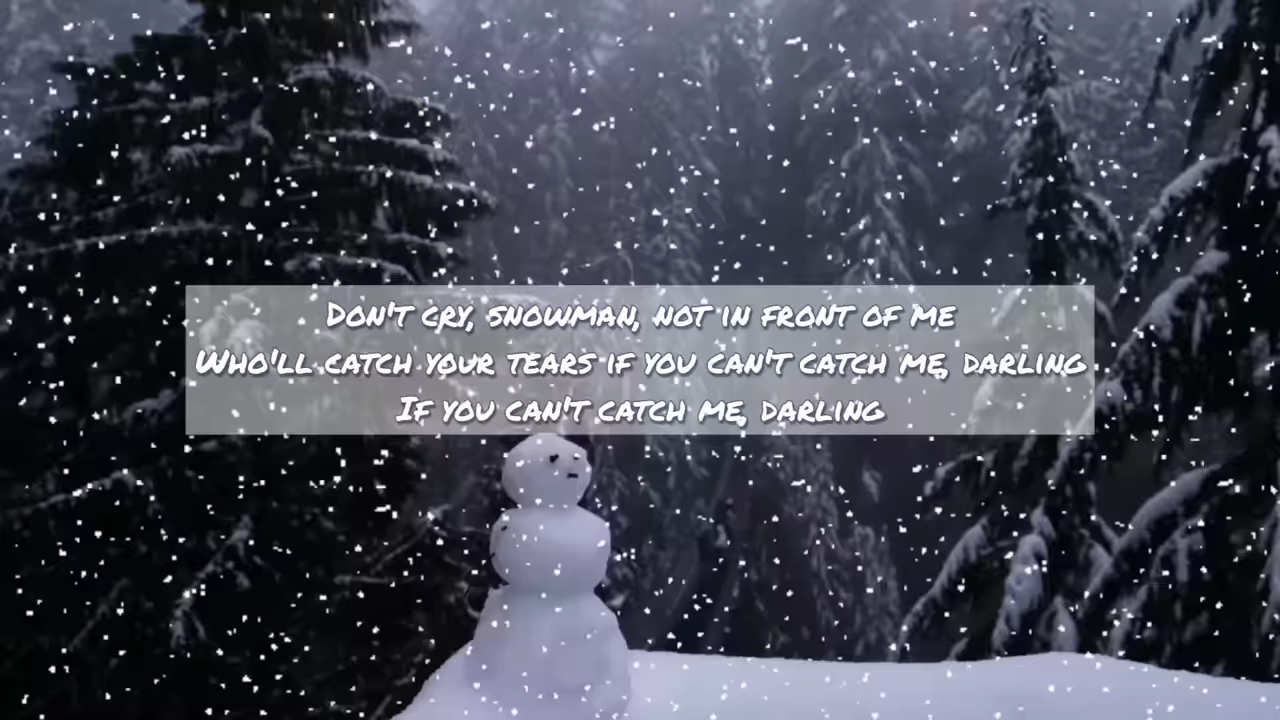 Don't cry, snowman, not in front of me
Who'll catch your tears if you can't catch me, darling
If you can't catch me, darling